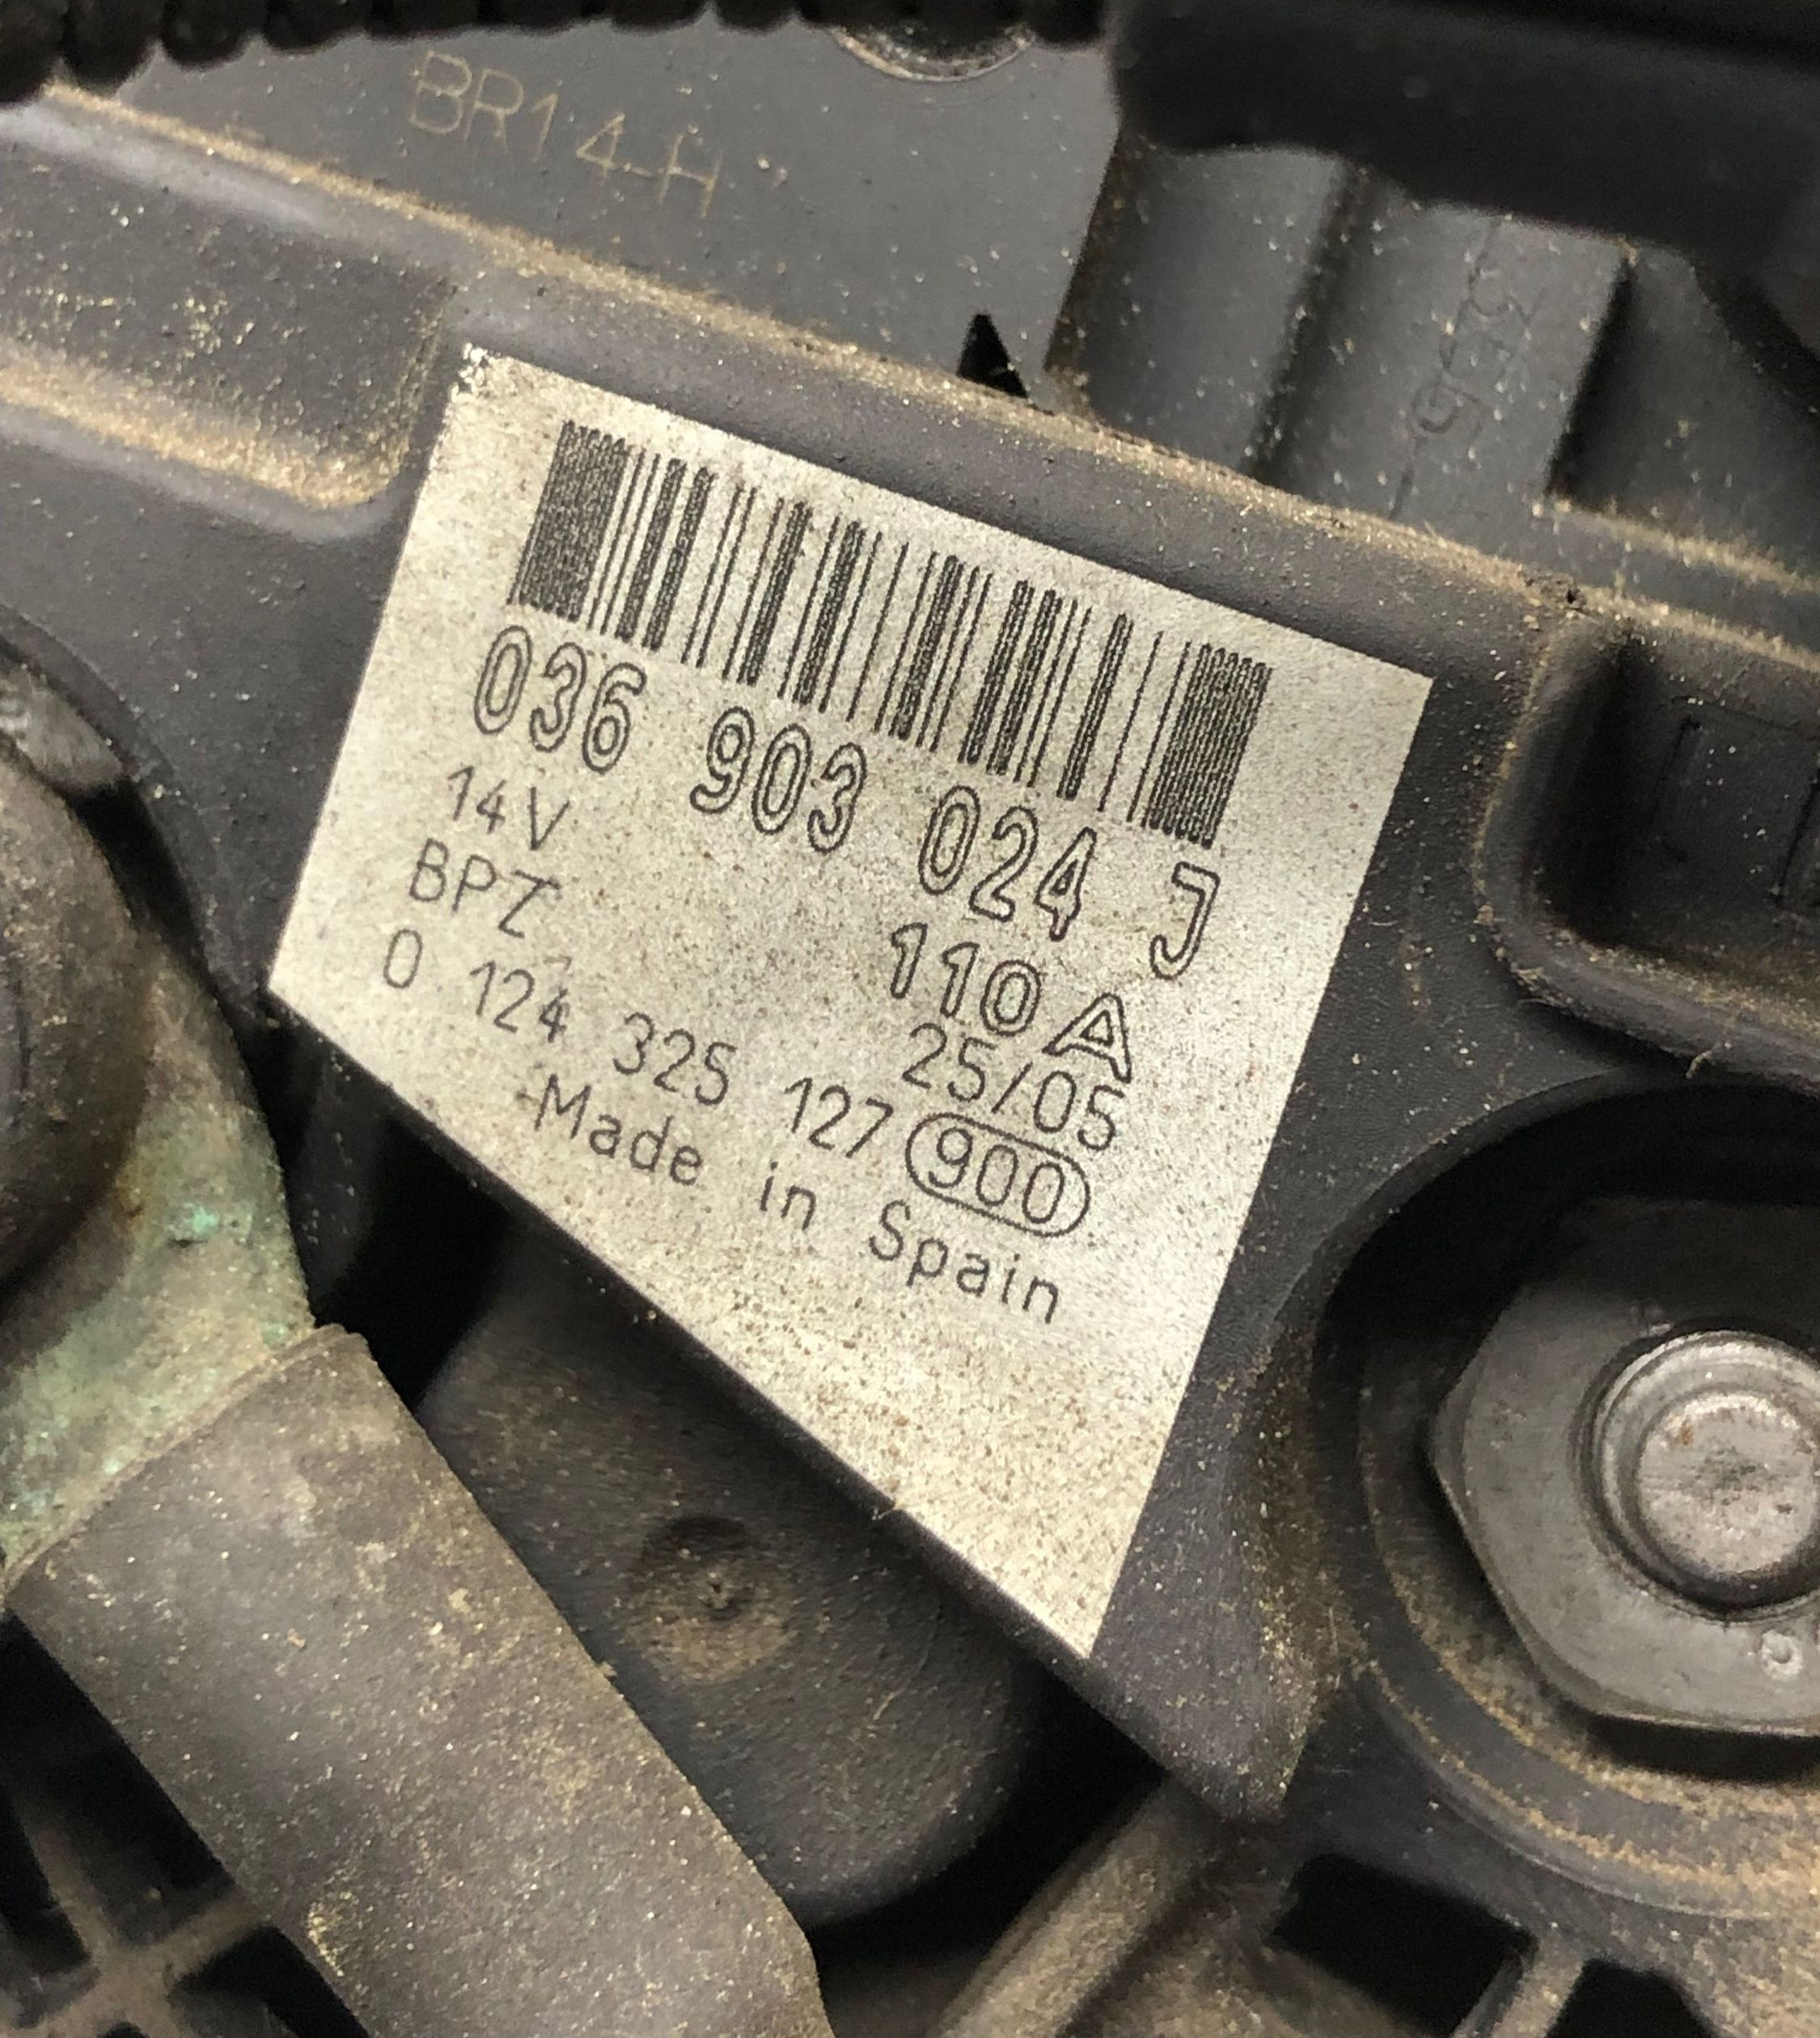 BR14-H
036 903 024 J
14V 110A
BPZ 25/05
0 124 325 127 900
Made in Spain